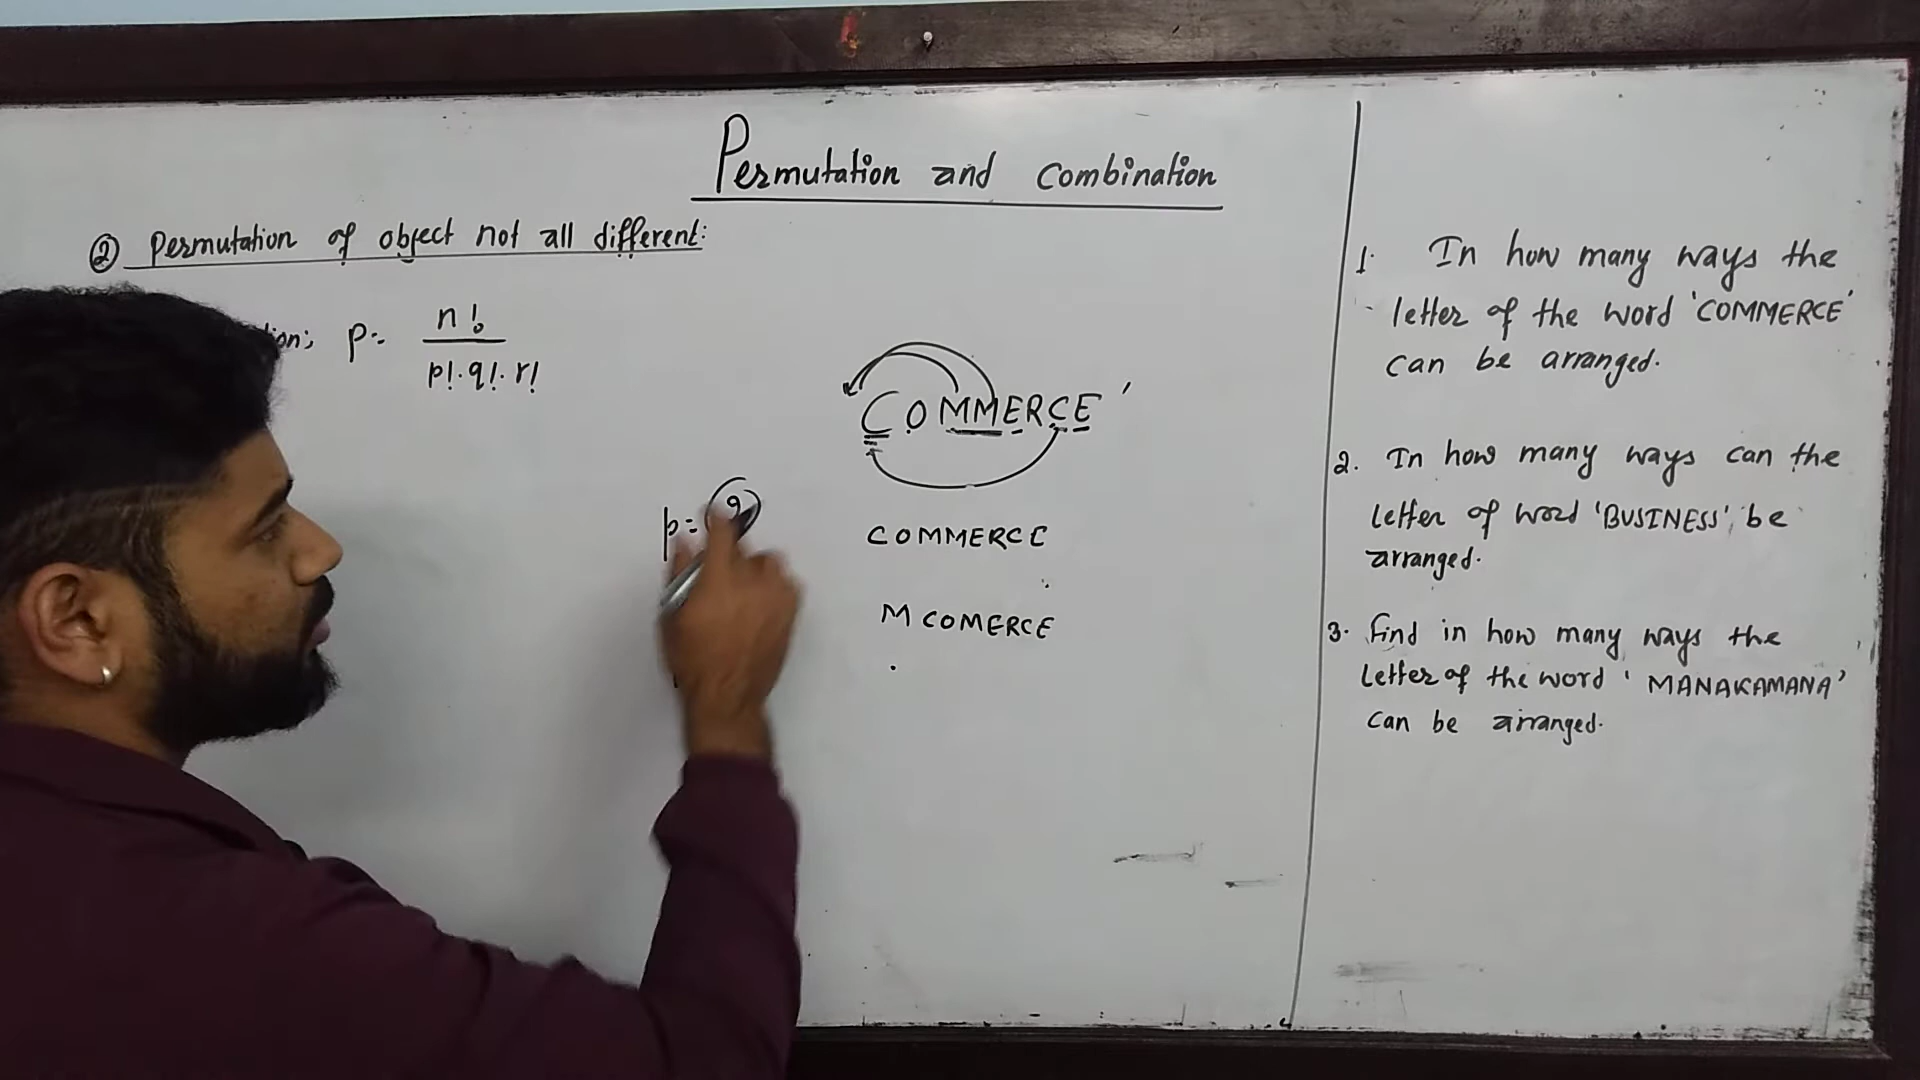 Permutation and Combination
② Permutation of object not all different:
P = n! / p!.q!.r!
COMMERCE '
p = 2
COMMERCE
M COMERCE
1. In how many ways the
letter of the word 'COMMERCE'
can be arranged.
2. In how many ways can the
Letter of word 'BUSINESS', be
arranged.
3. Find in how many ways the
Letter of the word 'MANAKAMANA'
can be arranged.